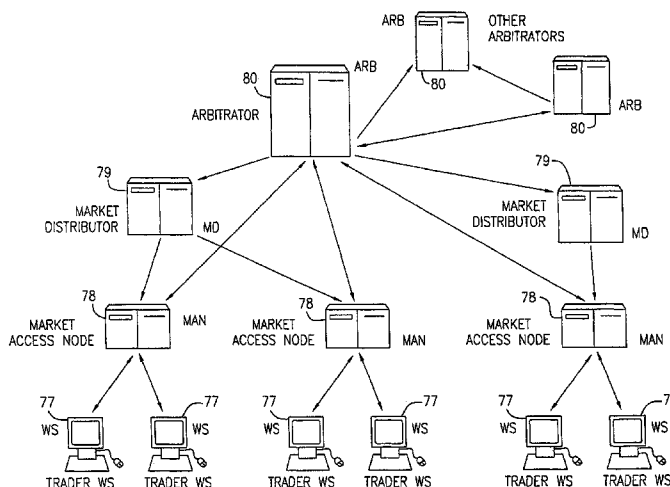 ARB
OTHER
ARBITRATORS
80
ARB
80
ARBITRATOR
80
ARB
79
MARKET
DISTRIBUTOR
MD
79
MARKET
DISTRIBUTOR
MD
78
MARKET
ACCESS NODE
MAN
78
MARKET
ACCESS NODE
MAN
78
MARKET
ACCESS NODE
MAN
77
WS
TRADER WS
77
WS
TRADER WS
77
WS
TRADER WS
77
WS
TRADER WS
77
WS
TRADER WS
WS
TRADER WS